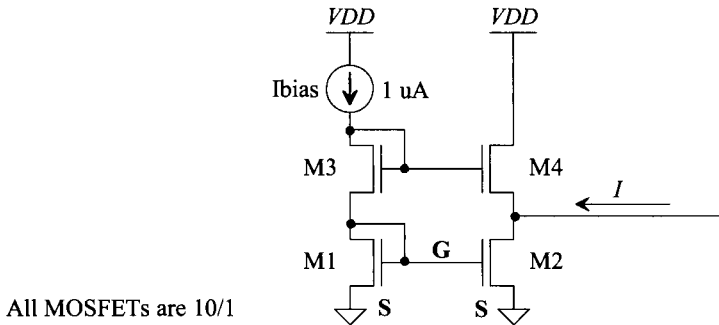 VDD
VDD
Ibias
1 uA
M3
M4
I
M1
G
M2
S
S
All MOSFETs are 10/1